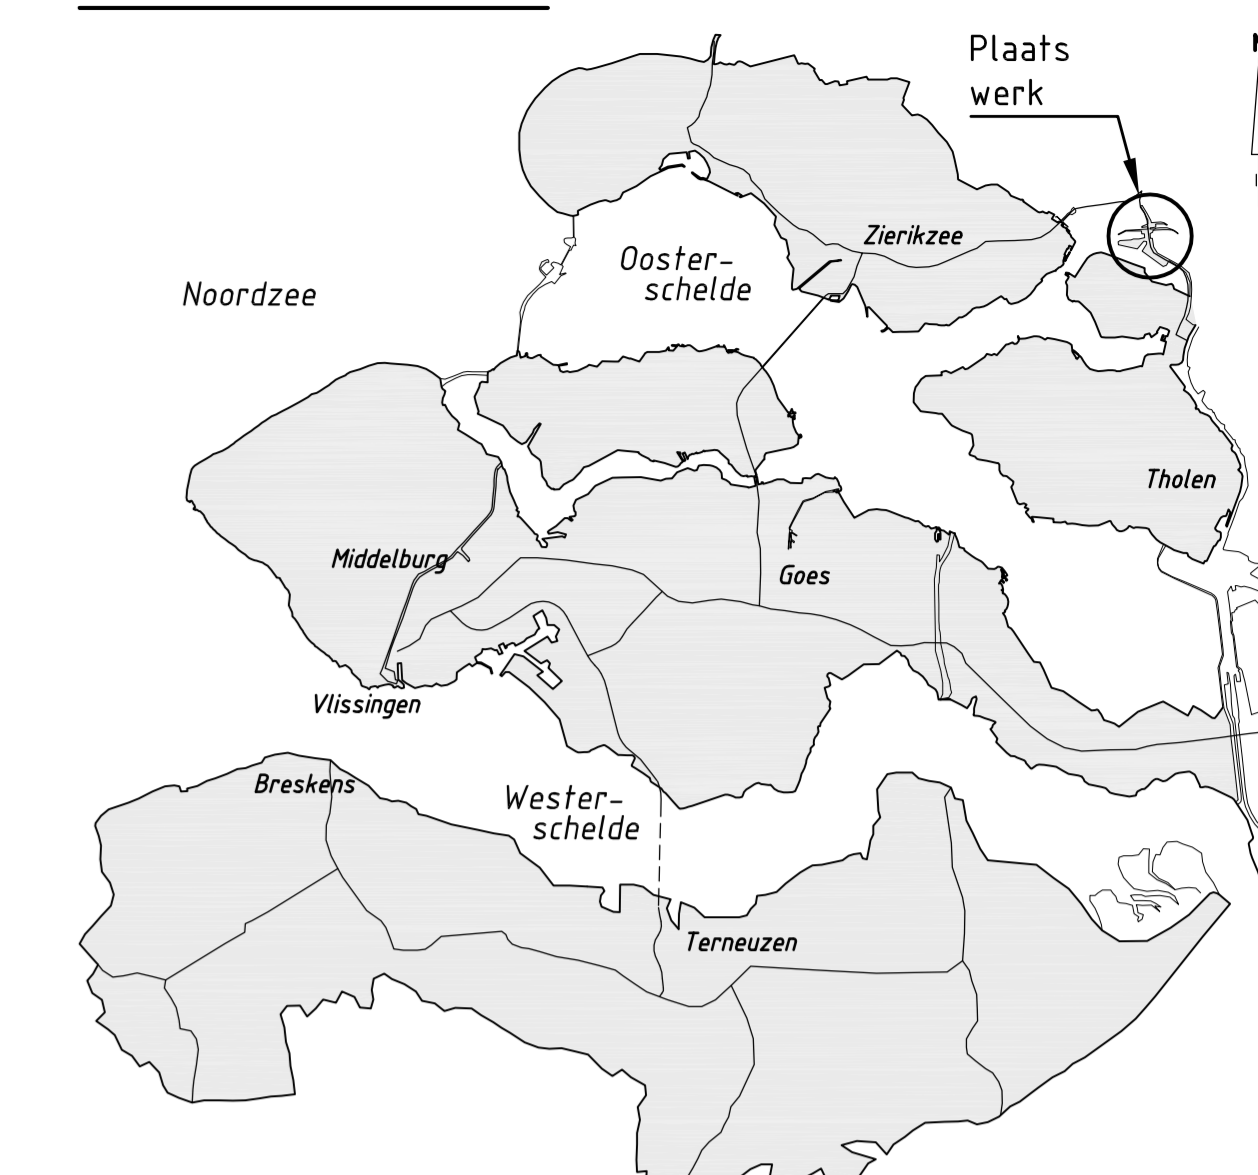 Plaats
werk
Zierikzee
Ooster-
schelde
Noordzee
Tholen
Middelburg
Goes
Vlissingen
Breskens
Wester-
schelde
Terneuzen